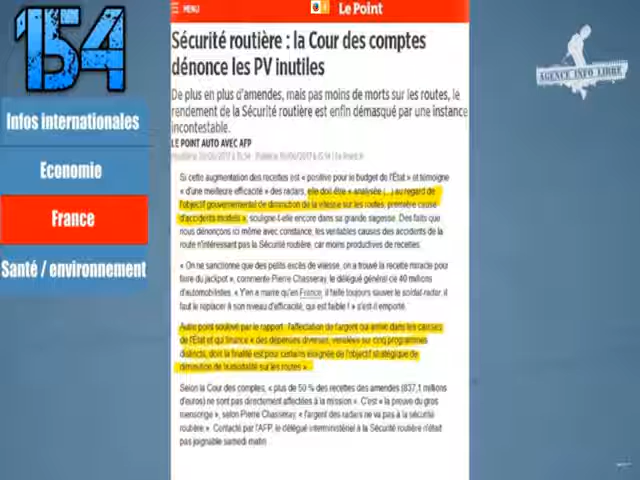 154
Infos internationales
Economie
France
Santé / environnement
MENU
Le Point
AGENCE INFO LIBRE
Sécurité routière : la Cour des comptes
dénonce les PV inutiles
De plus en plus d'amendes, mais pas moins de morts sur les routes, le
rendement de la Sécurité routière est enfin démasqué par une instance
incontestable.
LE POINT AUTO AVEC AFP
Si cette augmentation des recettes est « positive pour le budget de l'État » et témoigne
« d'une meilleure efficacité » des radars, elle doit être « analysée (...) au regard de
l'objectif gouvernemental de diminution de la vitesse sur les routes, première cause
d'accidents mortels », souligne-t-elle encore dans sa grande sagesse. Des faits que
nous dénonçons ici même avec constance, les véritables causes des accidents de la
route n'intéressant pas la Sécurité routière, car moins productives de recettes.
« On ne sanctionne que des petits excès de vitesse, on a trouvé la recette miracle pour
tirer du jackpot », commente Pierre Chasseray, le délégué général de 40 millions
d'automobilistes. « Y'en a marre qu'en France, il faille toujours sauver le soldat-radar, il
faut le replacer à son niveau d'efficacité, qui est faible ! » s'est-il emporté.
Autre point soulevé par le rapport : l'affectation de l'argent qui arrive dans les caisses
de l'État et qui finance « des dépenses diverses, ventilées sur cinq programmes
distincts, dont la finalité est pour certains éloignée de l'objectif stratégique de
diminution de la mortalité sur les routes ».
Selon la Cour des comptes, « plus de 50 % des recettes des amendes (837,1 millions
d'euros) ne sont pas directement affectées à la mission ». C'est « la preuve du gros
mensonge », selon Pierre Chasseray, « l'argent des radars ne va pas à la sécurité
routière ». Contacté par l'AFP, le délégué interministériel à la Sécurité routière n'était
pas joignable samedi matin.